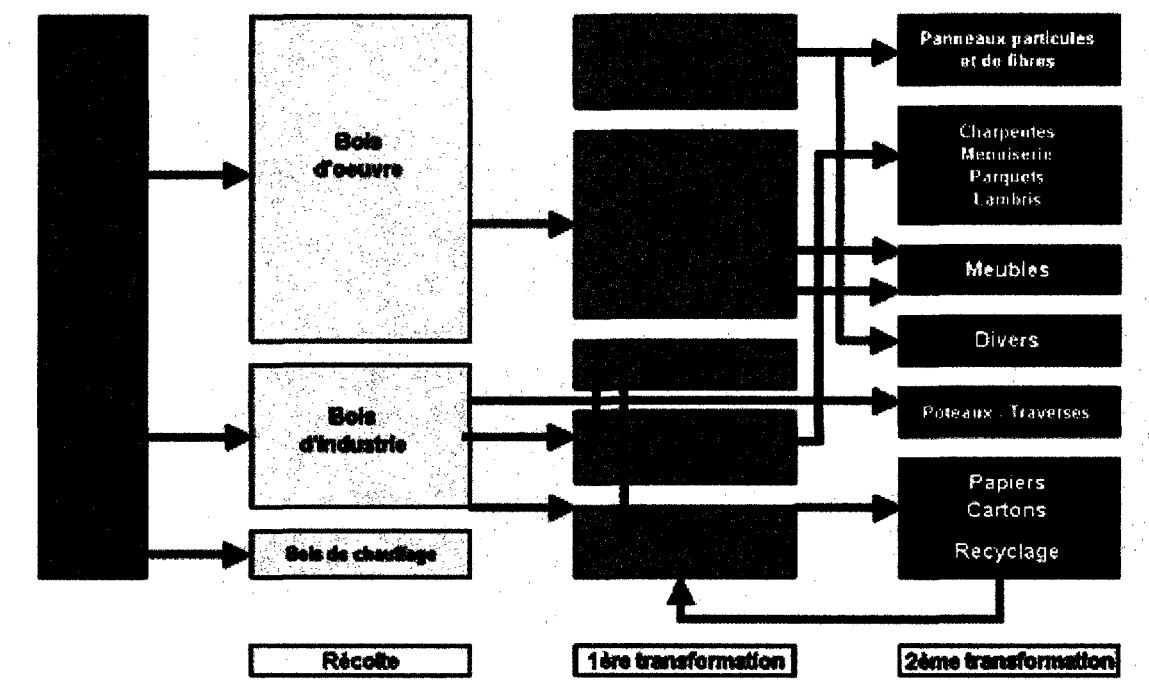 Bois
d'oeuvre
Bois
d'industrie
Bois de chauffage
Panneaux particules
et de fibres
Charpentes
Menuiserie
Parquets
Lambris
Meubles
Divers
Poteaux - Traverses
Papiers
Cartons
Recyclage
Récolte
1ère transformation
2ème transformation